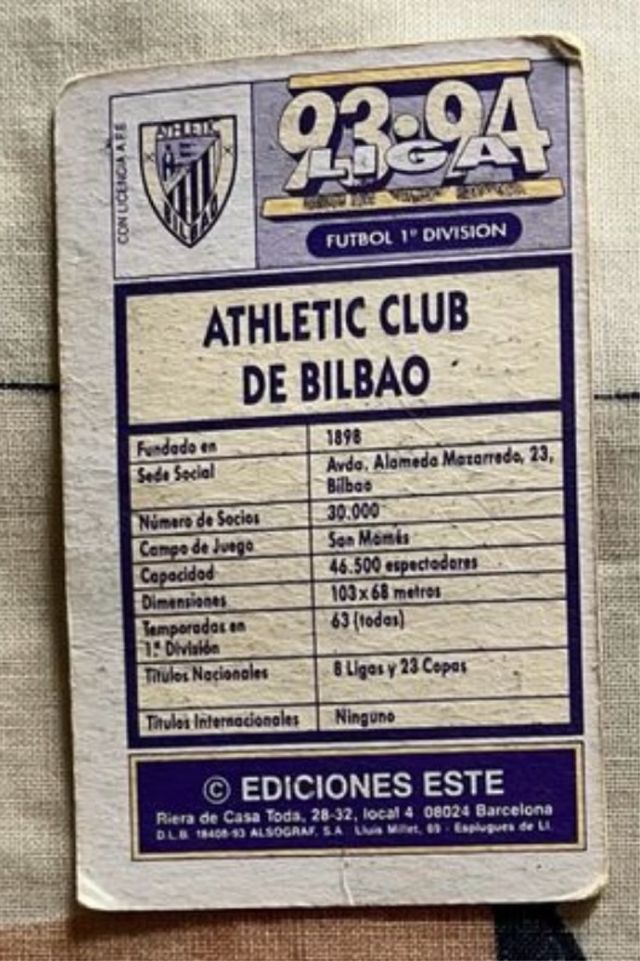 CON LICENCIA A.F.E.
ATHLETIC
BILBAO
93·94
LIGA
FUTBOL 1ª DIVISION
ATHLETIC CLUB
DE BILBAO
Fundado en 1898
Sede Social Avda. Alameda Mazarredo, 23,
Bilbao
Número de Socios 30.000
Campo de Juego San Mamés
Capacidad 46.500 espectadores
Dimensiones 103 x 68 metros
Temporadas en 63 (todas)
1.ª División
Títulos Nacionales 8 Ligas y 23 Copas
Títulos Internacionales Ninguno
© EDICIONES ESTE
Riera de Casa Toda, 28-32, local 4 08024 Barcelona
D.L.B. 18408-93 ALSOGRAF, S.A Lluis Millet, 69 - Esplugues de Ll.